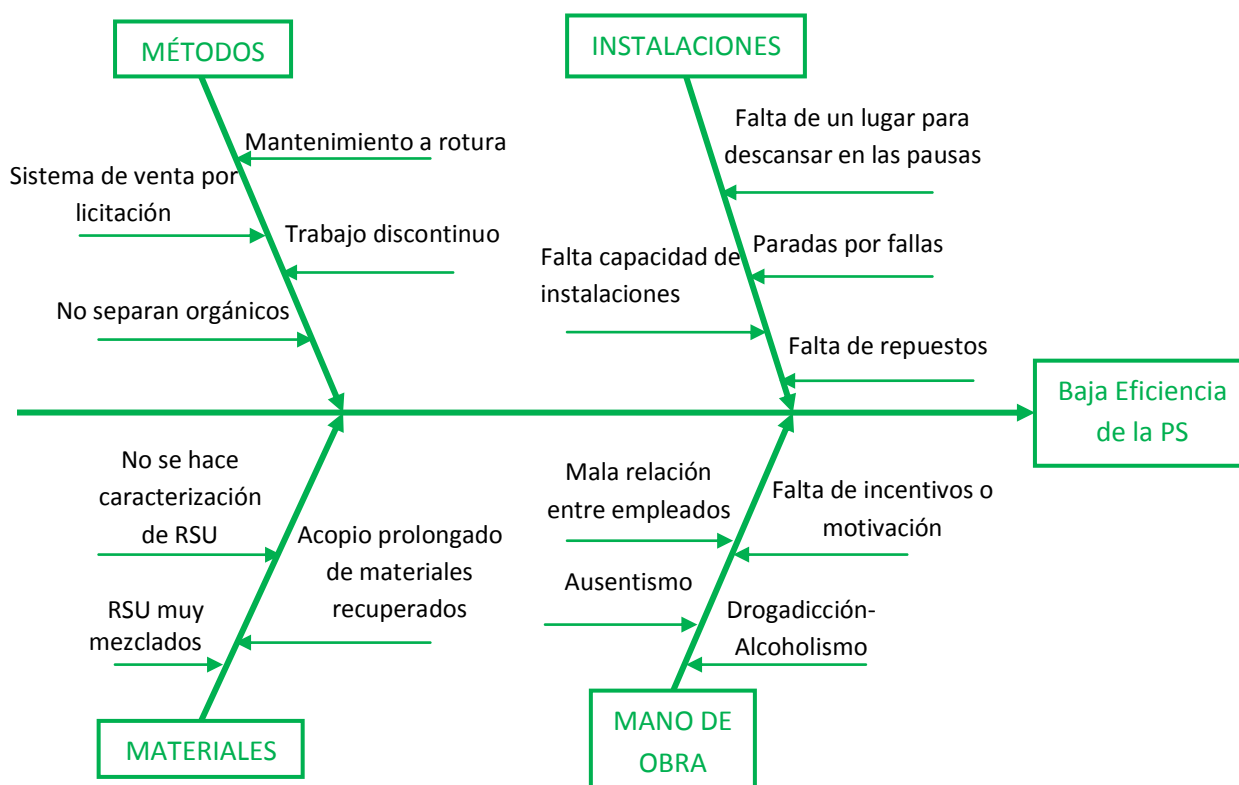 MÉTODOS
INSTALACIONES
Mantenimiento a rotura
Sistema de venta por
licitación
Trabajo discontinuo
No separan orgánicos
Falta de un lugar para
descansar en las pausas
Paradas por fallas
Falta capacidad de
instalaciones
Falta de repuestos
Baja Eficiencia
de la PS
No se hace
caracterización
de RSU
Acopio prolongado
de materiales
recuperados
RSU muy
mezclados
Mala relación
entre empleados
Falta de incentivos o
motivación
Ausentismo
Drogadicción-
Alcoholismo
MATERIALES
MANO DE
OBRA